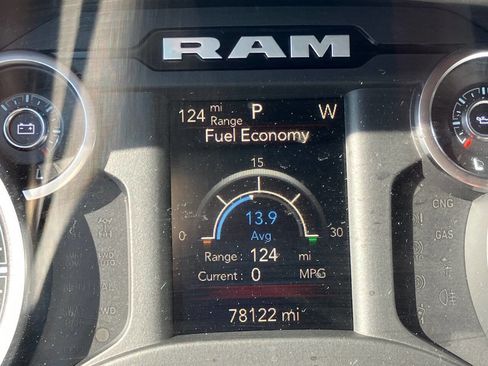 RAM
124 mi Range P W
Fuel Economy
15
13.9
0 Avg 30
Range : 124 mi
Current : 0 MPG
78122 mi
CNG
GAS